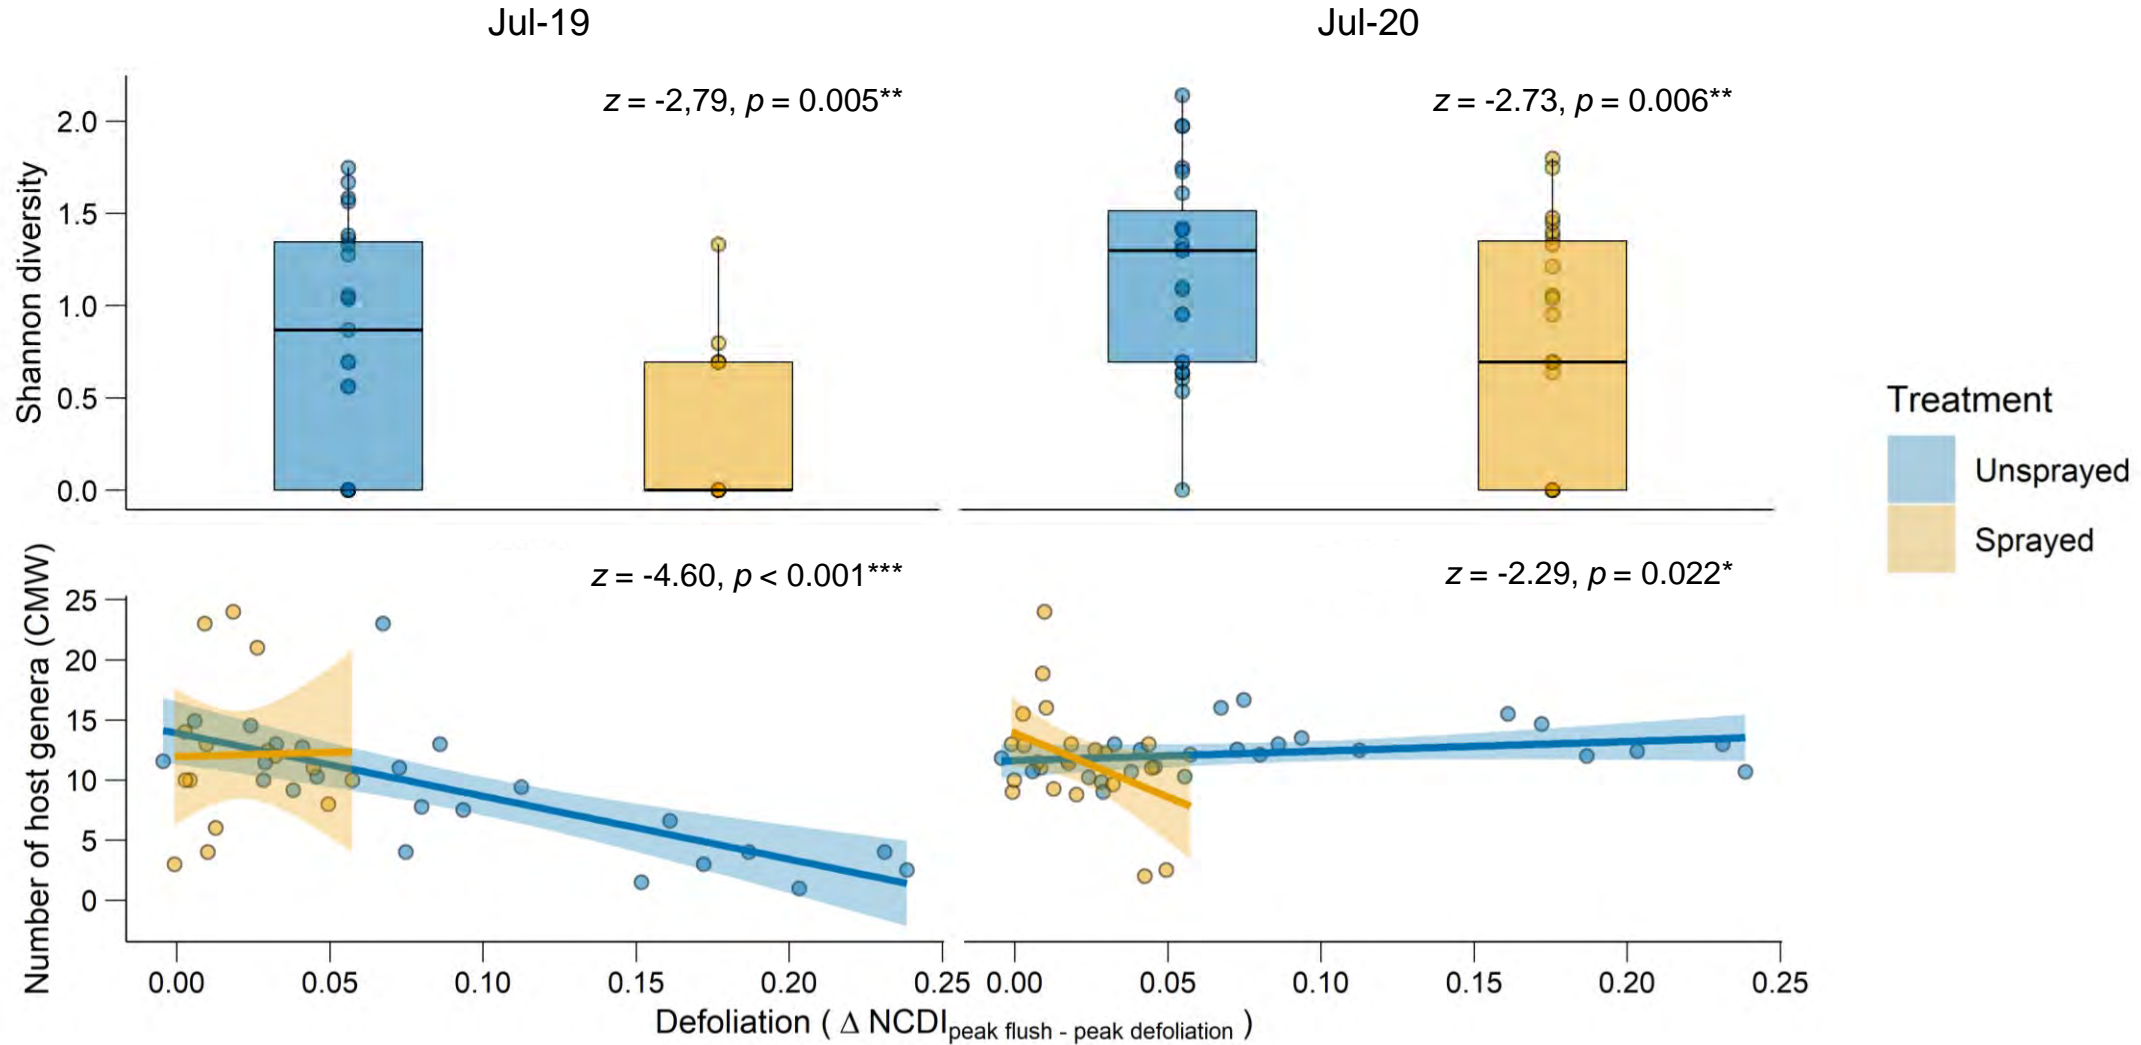 Jul-19
Jul-20
z = -2,79, p = 0.005**
z = -2.73, p = 0.006**
Shannon diversity
2.0
1.5
1.0
0.5
0.0
Treatment
Unsprayed
Sprayed
z = -4.60, p < 0.001***
z = -2.29, p = 0.022*
Number of host genera (CMW)
25
20
15
10
5
0
0.00 0.05 0.10 0.15 0.20 0.25 0.00 0.05 0.10 0.15 0.20 0.25
Defoliation ( Δ NCDIpeak flush - peak defoliation )